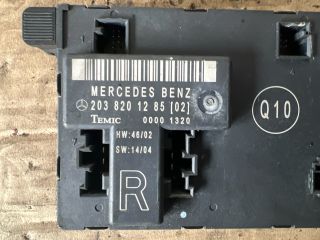 MERCEDES BENZ
203 820 12 85 [02]
TEMIC 0000 1320
HW:46/02
SW:14/04
R
Q10